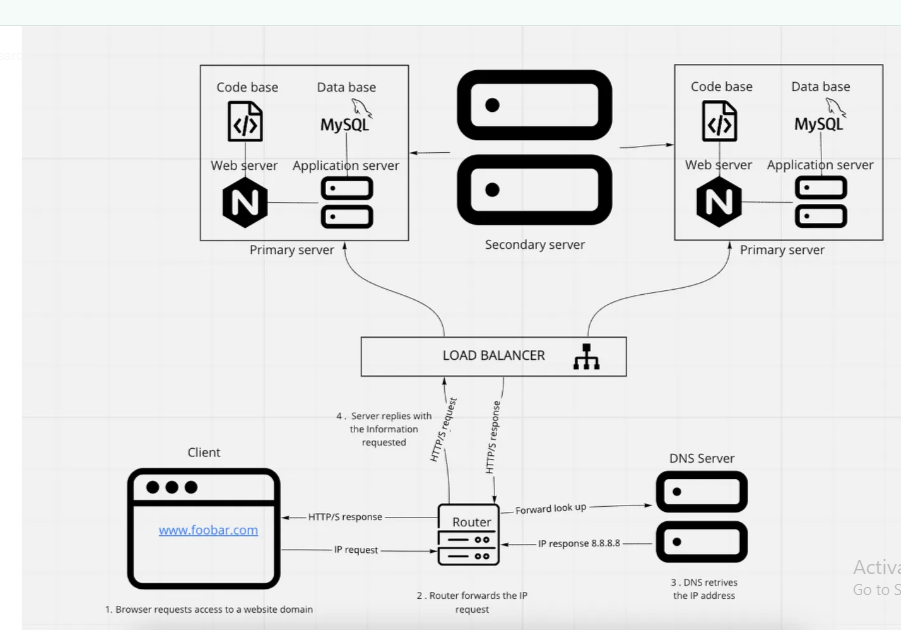 Code base
Data base
MySQL
Web server
Application server
N
Primary server
Secondary server
Code base
Data base
MySQL
Web server
Application server
N
Primary server
LOAD BALANCER
4 . Server replies with
the Information
requested
HTTP/S request
HTTP/S response
Client
www.foobar.com
HTTP/S response
IP request
Router
Forward look up
IP response 8.8.8.8
DNS Server
1. Browser requests access to a website domain
2 . Router forwards the IP
request
3 . DNS retrives
the IP address
Activa
Go to S